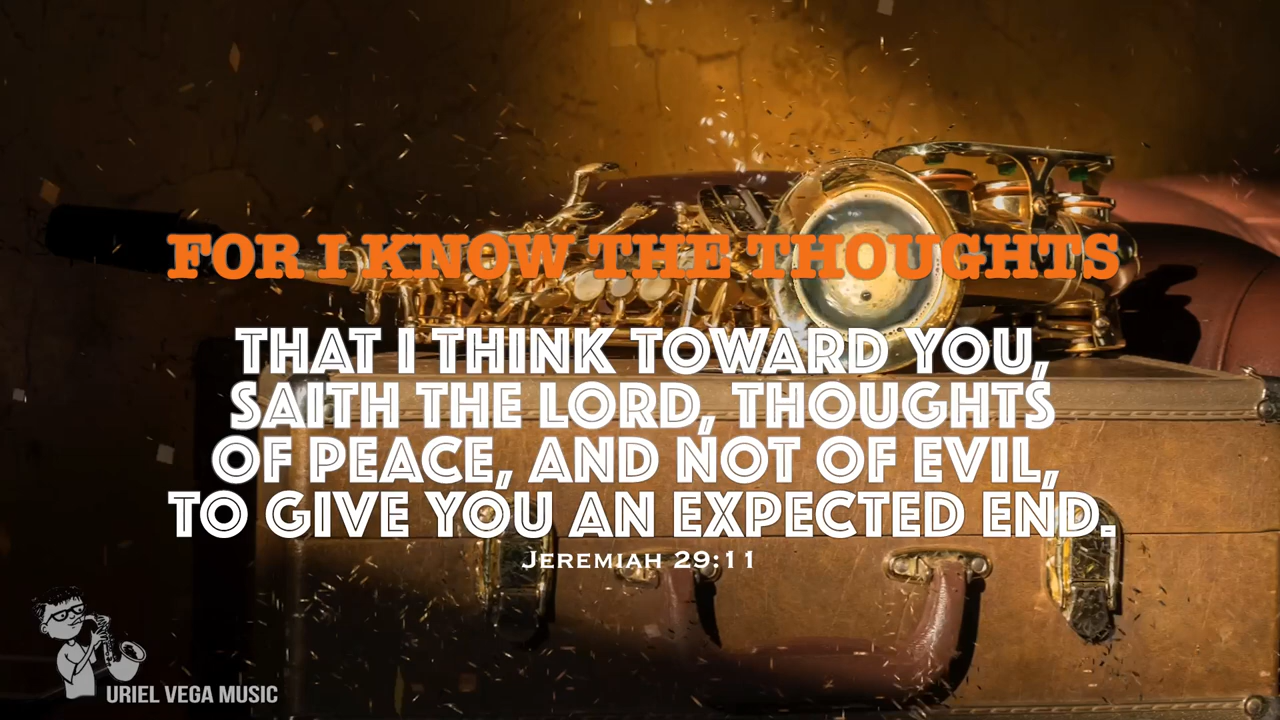 FOR I KNOW THE THOUGHTS
THAT I THINK TOWARD YOU,
SAITH THE LORD, THOUGHTS
OF PEACE, AND NOT OF EVIL,
TO GIVE YOU AN EXPECTED END.
JEREMIAH 29:11
URIEL VEGA MUSIC